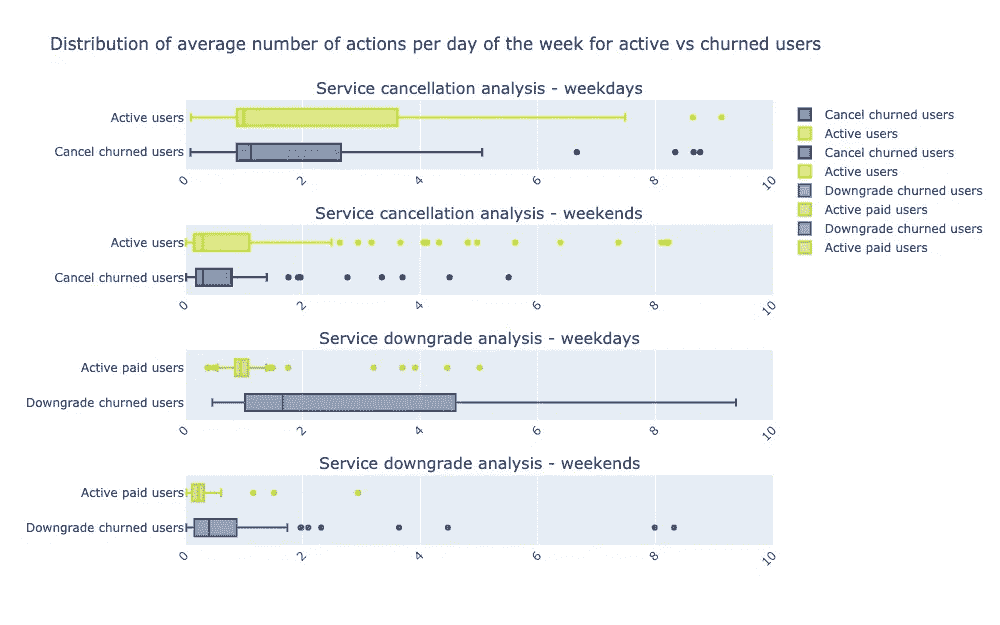 Distribution of average number of actions per day of the week for active vs churned users
Service cancellation analysis - weekdays
Active users
Cancel churned users
0 2 4 6 8 10
Service cancellation analysis - weekends
Active users
Cancel churned users
0 2 4 6 8 10
Service downgrade analysis - weekdays
Active paid users
Downgrade churned users
0 2 4 6 8 10
Service downgrade analysis - weekends
Active paid users
Downgrade churned users
0 2 4 6 8 10
Cancel churned users
Active users
Cancel churned users
Active users
Downgrade churned users
Active paid users
Downgrade churned users
Active paid users